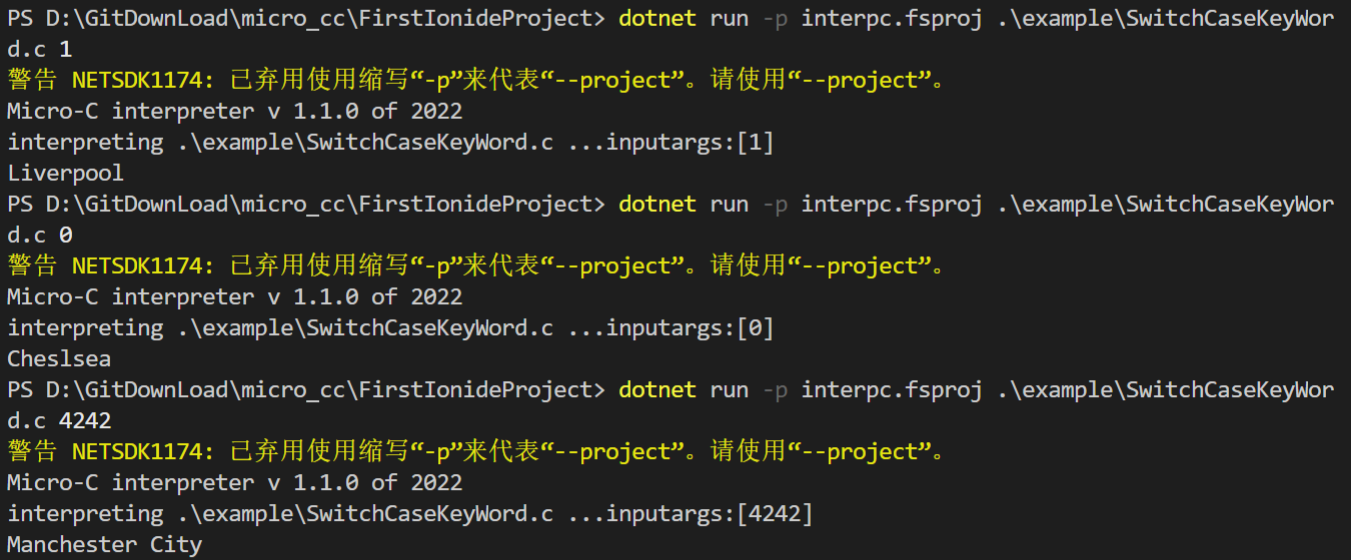 PS D:\GitDownLoad\micro_cc\FirstIonideProject> dotnet run -p interpc.fsproj .\example\SwitchCaseKeyWor
d.c 1
警告 NETSDK1174: 已弃用使用缩写“-p”来代表“--project”。请使用“--project”。
Micro-C interpreter v 1.1.0 of 2022
interpreting .\example\SwitchCaseKeyWord.c ...inputargs:[1]
Liverpool
PS D:\GitDownLoad\micro_cc\FirstIonideProject> dotnet run -p interpc.fsproj .\example\SwitchCaseKeyWor
d.c 0
警告 NETSDK1174: 已弃用使用缩写“-p”来代表“--project”。请使用“--project”。
Micro-C interpreter v 1.1.0 of 2022
interpreting .\example\SwitchCaseKeyWord.c ...inputargs:[0]
Cheslsea
PS D:\GitDownLoad\micro_cc\FirstIonideProject> dotnet run -p interpc.fsproj .\example\SwitchCaseKeyWor
d.c 4242
警告 NETSDK1174: 已弃用使用缩写“-p”来代表“--project”。请使用“--project”。
Micro-C interpreter v 1.1.0 of 2022
interpreting .\example\SwitchCaseKeyWord.c ...inputargs:[4242]
Manchester City